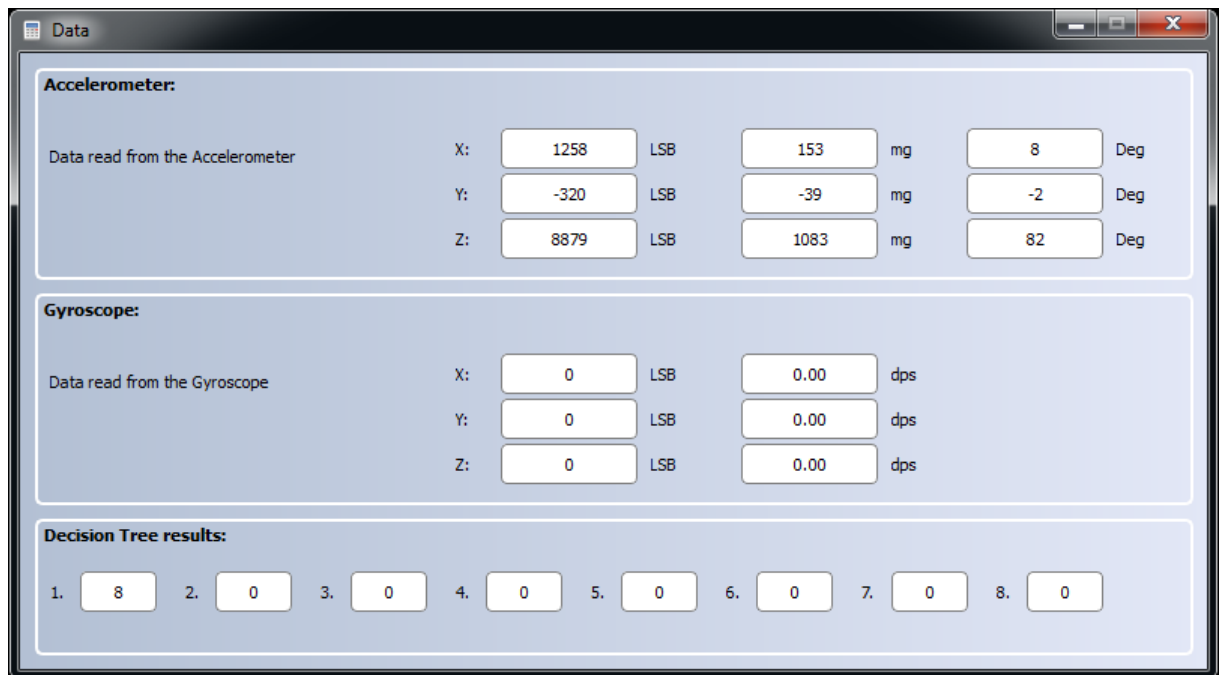 Data
Accelerometer:
Data read from the Accelerometer
X: 1258 LSB 153 mg 8 Deg
Y: -320 LSB -39 mg -2 Deg
Z: 8879 LSB 1083 mg 82 Deg
Gyroscope:
Data read from the Gyroscope
X: 0 LSB 0.00 dps
Y: 0 LSB 0.00 dps
Z: 0 LSB 0.00 dps
Decision Tree results:
1. 8 2. 0 3. 0 4. 0 5. 0 6. 0 7. 0 8. 0